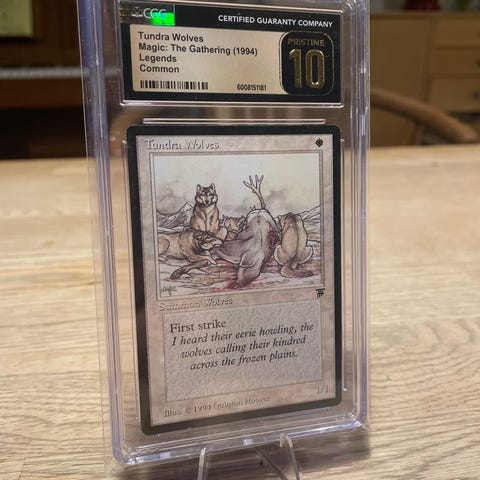 CGC
CERTIFIED GUARANTY COMPANY
Tundra Wolves
Magic: The Gathering (1994)
Legends
Common
PRISTINE
10
6008151181
Tundra Wolves
Summon Wolves
First strike
I heard their eerie howling, the
wolves calling their kindred
across the frozen plains.
1/1
Illus. © 1994 Quinton Hoover